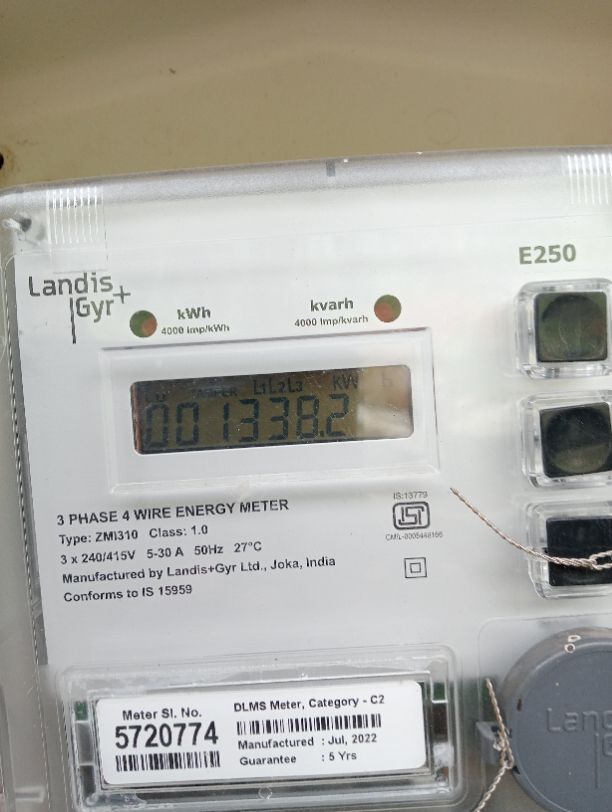 E250
Landis
Gyr+
kWh
4000 imp/kWh
kvarh
4000 imp/kvarh
TAMPER L1L2L3 KW h
001338.2
3 PHASE 4 WIRE ENERGY METER
Type: ZMI310 Class: 1.0
3 x 240/415V 5-30 A 50Hz 27°C
Manufactured by Landis+Gyr Ltd., Joka, India
Conforms to IS 15959
IS:13779
ISI
Meter Sl. No.
5720774
DLMS Meter, Category - C2
Manufactured : Jul, 2022
Guarantee : 5 Yrs